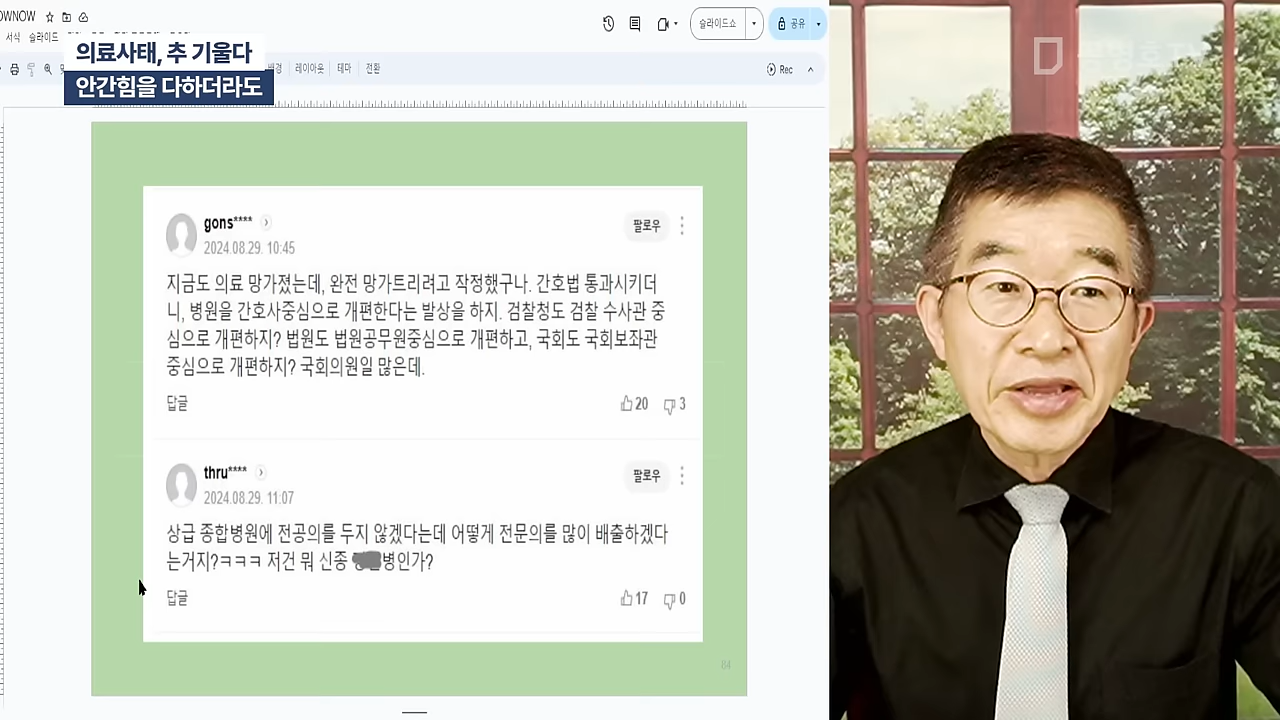 OWNOW
서식 슬라이드
의료사태, 추 기울다
안간힘을 다하더라도
배경 레이아웃 테마 전환
슬라이드쇼
공유
Rec
gons****
2024.08.29. 10:45
팔로우
지금도 의료 망가졌는데, 완전 망가트리려고 작정했구나. 간호법 통과시키더
니, 병원을 간호사중심으로 개편한다는 발상을 하지. 검찰청도 검찰 수사관 중
심으로 개편하지? 법원도 법원공무원중심으로 개편하고, 국회도 국회보좌관
중심으로 개편하지? 국회의원일 많은데.
답글
20 3
thru****
2024.08.29. 11:07
팔로우
상급 종합병원에 전공의를 두지 않겠다는데 어떻게 전문의를 많이 배출하겠다
는거지?ㅋㅋㅋ 저건 뭐 신종 병인가?
답글
17 0
84